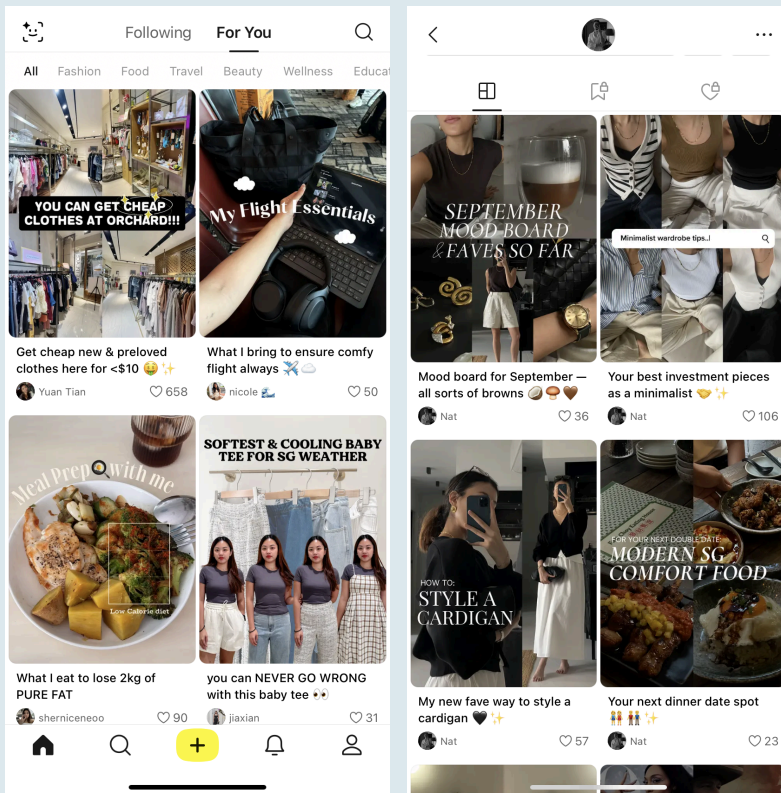 Following For You
All Fashion Food Travel Beauty Wellness Educat
YOU CAN GET CHEAP
CLOTHES AT ORCHARD!!!
Get cheap new & preloved
clothes here for <$10 🤑✨
Yuan Tian 658
My Flight Essentials
What I bring to ensure comfy
flight always ✈️☁️
nicole 🌊 50
Meal Prep with me
Low Calorie diet
What I eat to lose 2kg of
PURE FAT
sherniceneoo 90
SOFTEST & COOLING BABY
TEE FOR SG WEATHER
you can NEVER GO WRONG
with this baby tee 👀
jiaxian 31
SEPTEMBER
MOOD-BOARD
& FAVES SO FAR
Mood board for September —
all sorts of browns 🥥🍄🤎
Nat 36
Minimalist wardrobe tips..|
Your best investment pieces
as a minimalist 🤝✨
Nat 106
HOW TO:
STYLE A
CARDIGAN
My new fave way to style a
cardigan 🖤✨
Nat 57
FOR YOUR NEXT DOUBLE DATE:
MODERN SG
COMFORT FOOD
Your next dinner date spot
👭👬✨
Nat 23